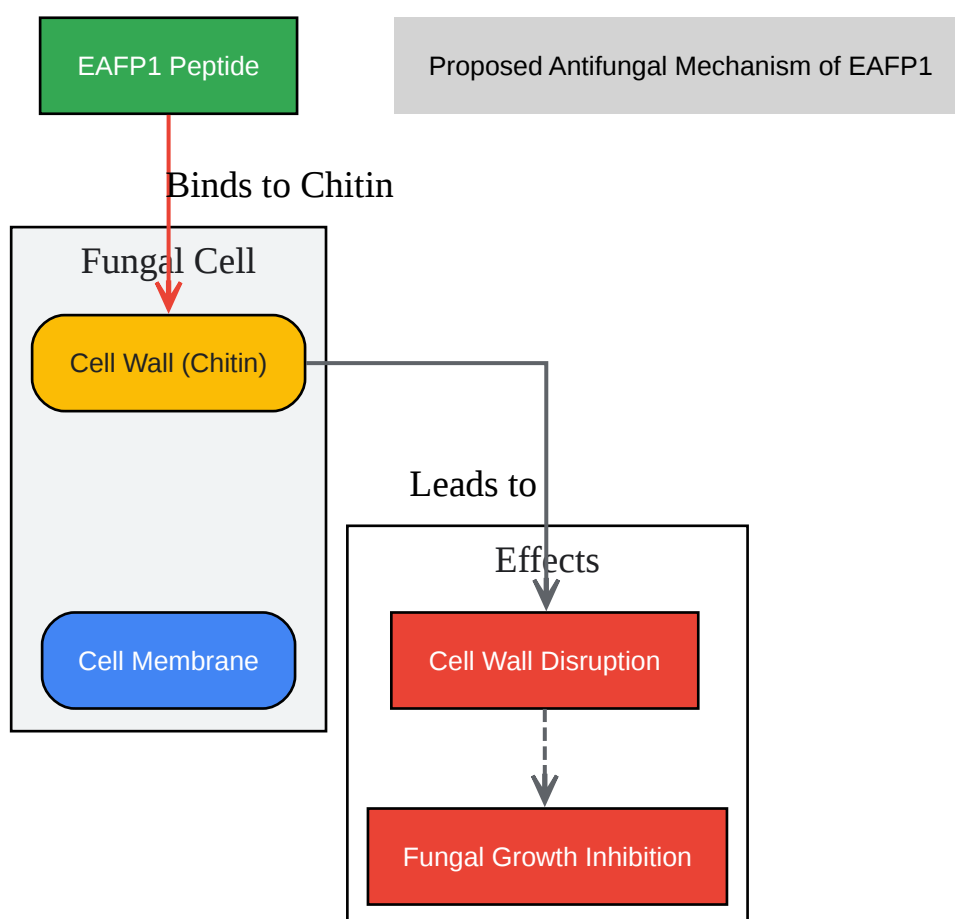 EAFP1 Peptide
Proposed Antifungal Mechanism of EAFP1
Binds to Chitin
Fungal Cell
Cell Wall (Chitin)
Leads to
Effects
Cell Membrane
Cell Wall Disruption
Fungal Growth Inhibition